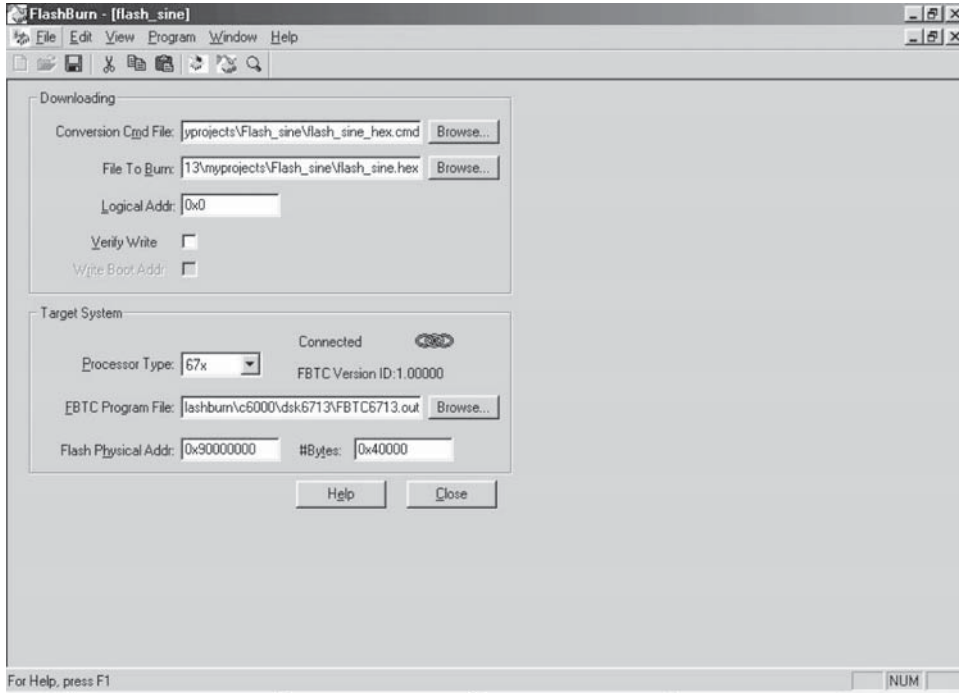 FlashBurn - [flash_sine]
File Edit View Program Window Help
Downloading
Conversion Cmd File: yprojects\Flash_sine\flash_sine_hex.cmd Browse...
File To Burn: 13\myprojects\Flash_sine\flash_sine.hex Browse...
Logical Addr: 0x0
Verify Write
Write Boot Addr
Target System
Connected
Processor Type: 67x
FBTC Version ID:1.00000
FBTC Program File: lashburn\c6000\dsk6713\FBTC6713.out Browse...
Flash Physical Addr: 0x90000000 #Bytes: 0x40000
Help Close
For Help, press F1 NUM